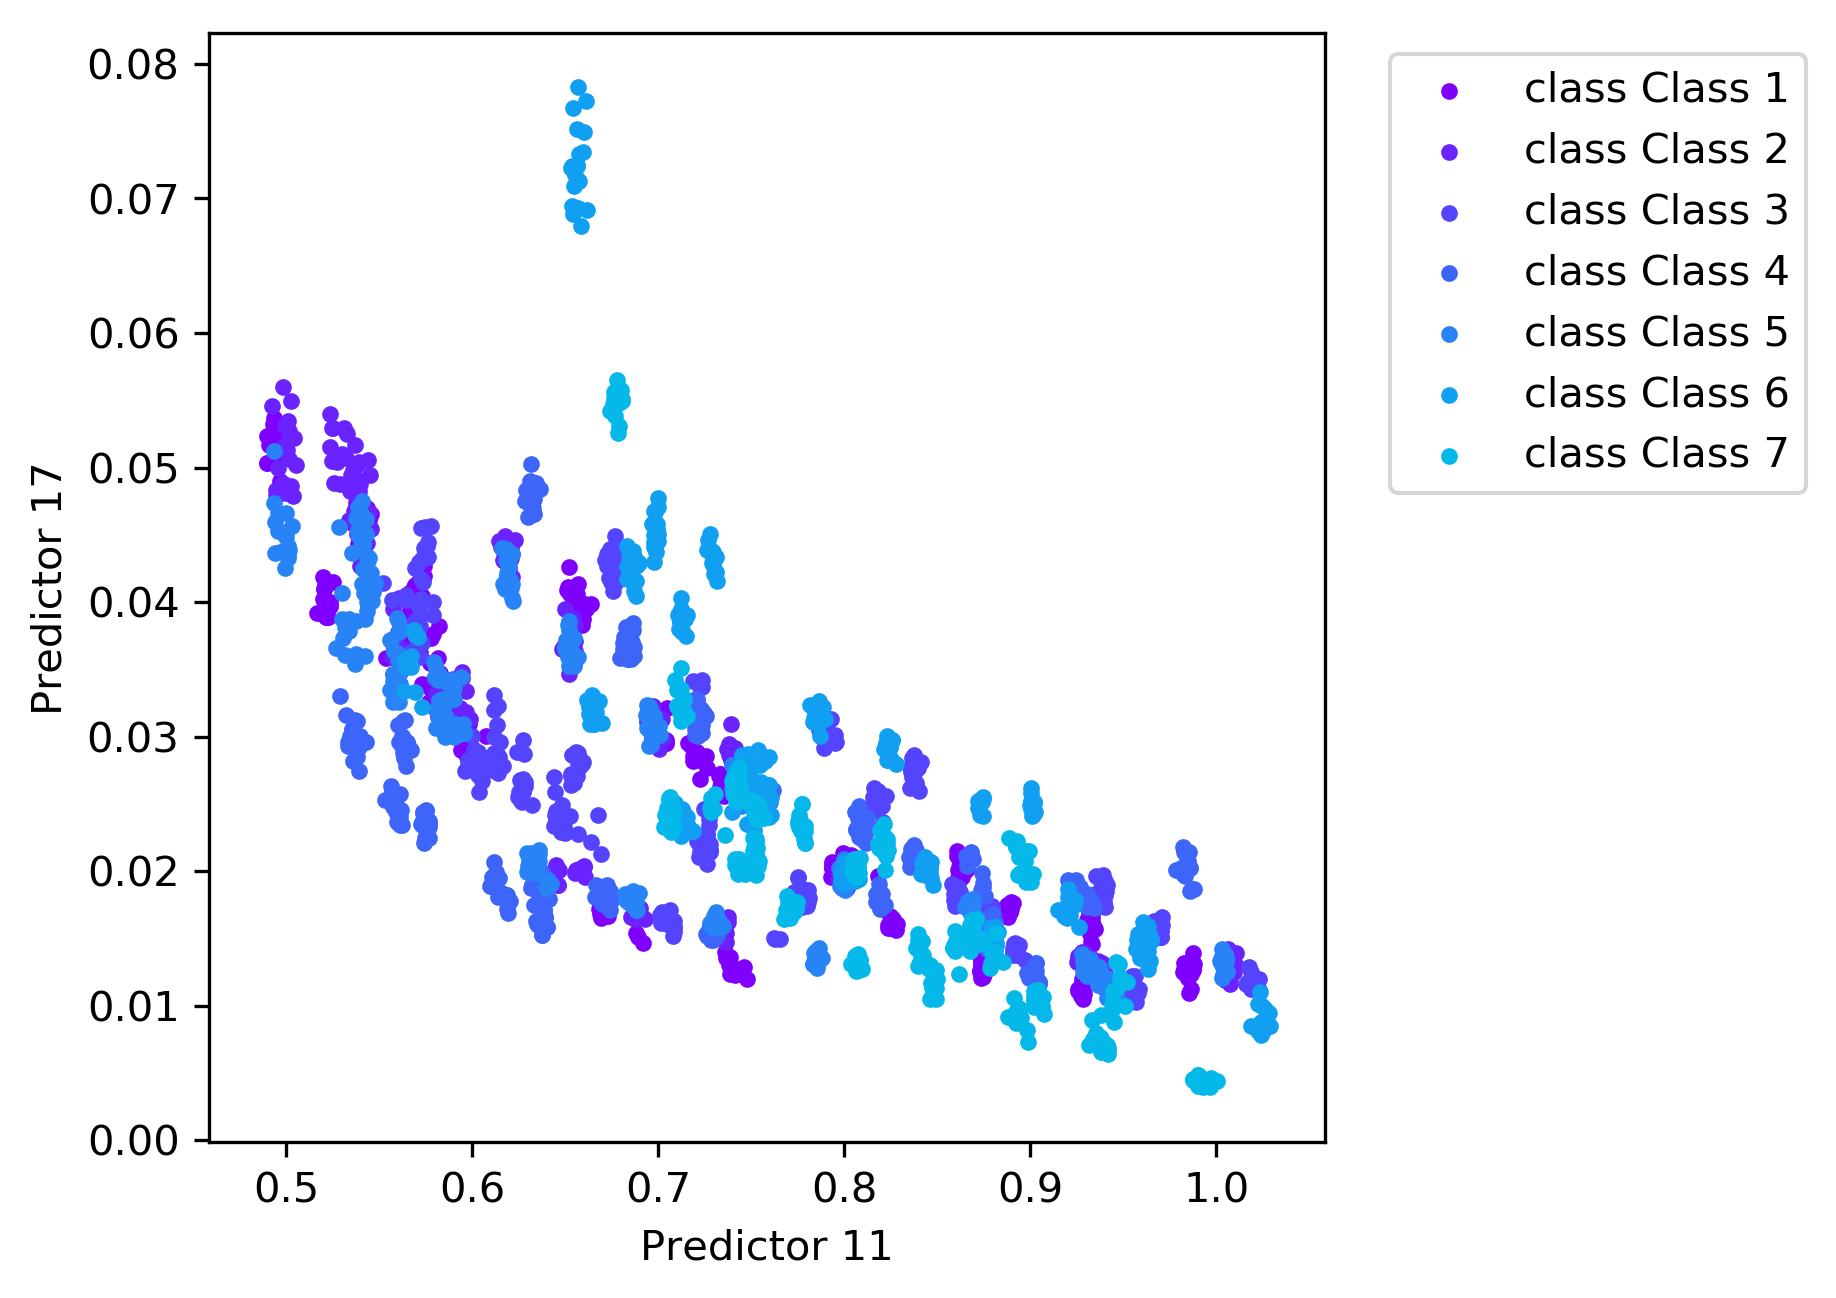 0.08
0.07
0.06
0.05
0.04
0.03
0.02
0.01
0.00
Predictor 17
0.5 0.6 0.7 0.8 0.9 1.0
Predictor 11
class Class 1
class Class 2
class Class 3
class Class 4
class Class 5
class Class 6
class Class 7